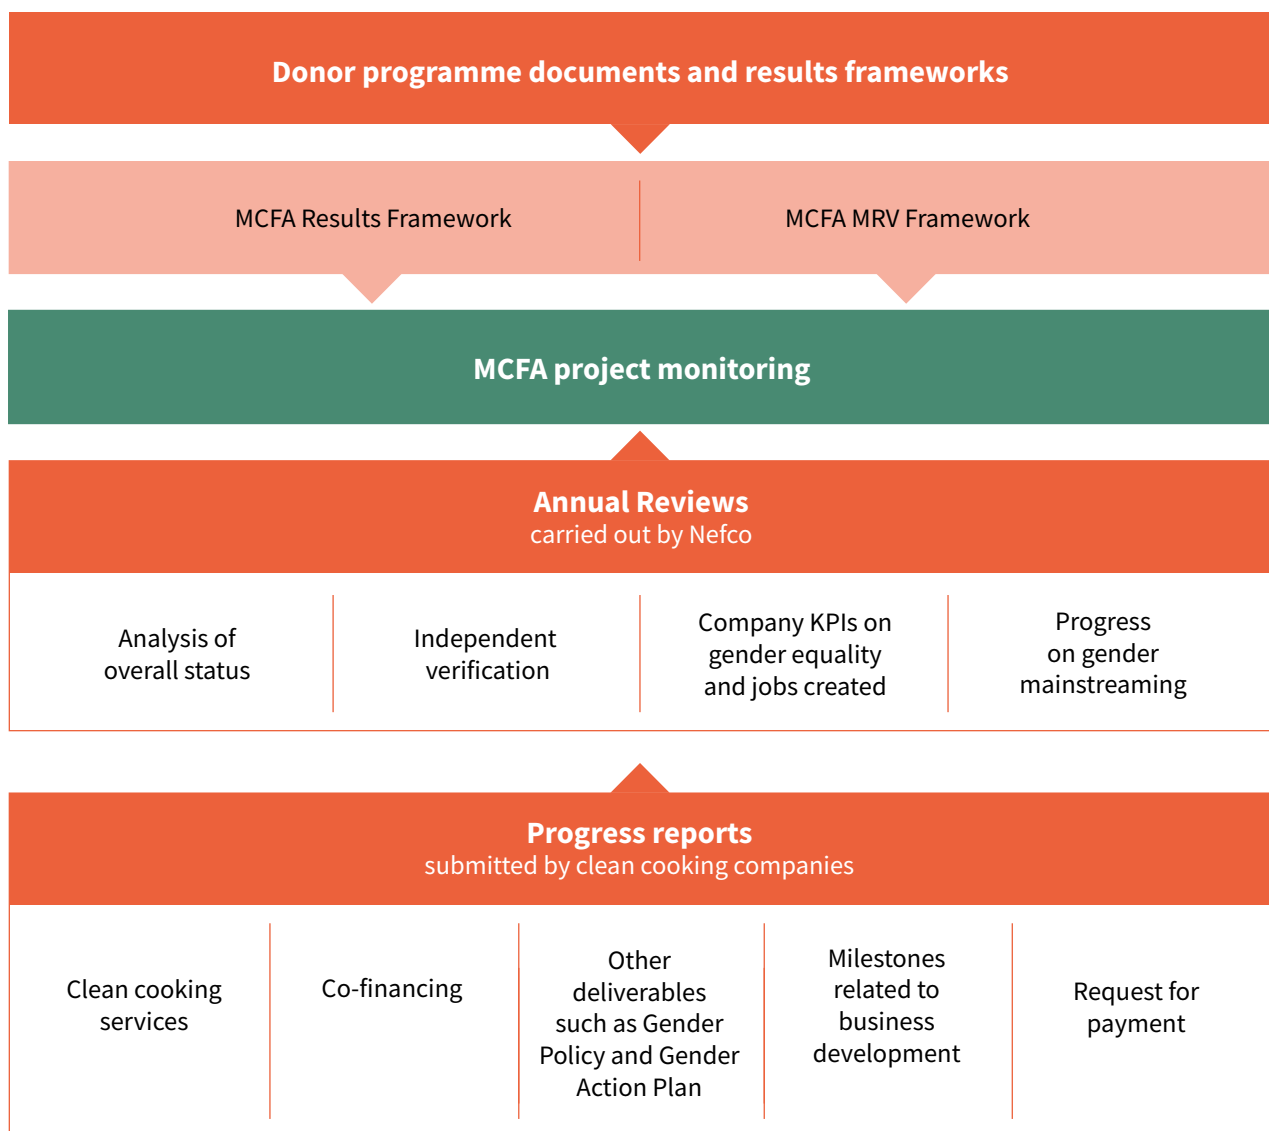 Donor programme documents and results frameworks
MCFA Results Framework
MCFA MRV Framework
MCFA project monitoring
Annual Reviews
carried out by Nefco
Analysis of
overall status
Independent
verification
Company KPIs on
gender equality
and jobs created
Progress
on gender
mainstreaming
Progress reports
submitted by clean cooking companies
Clean cooking
services
Co-financing
Other
deliverables
such as Gender
Policy and Gender
Action Plan
Milestones
related to
business
development
Request for
payment